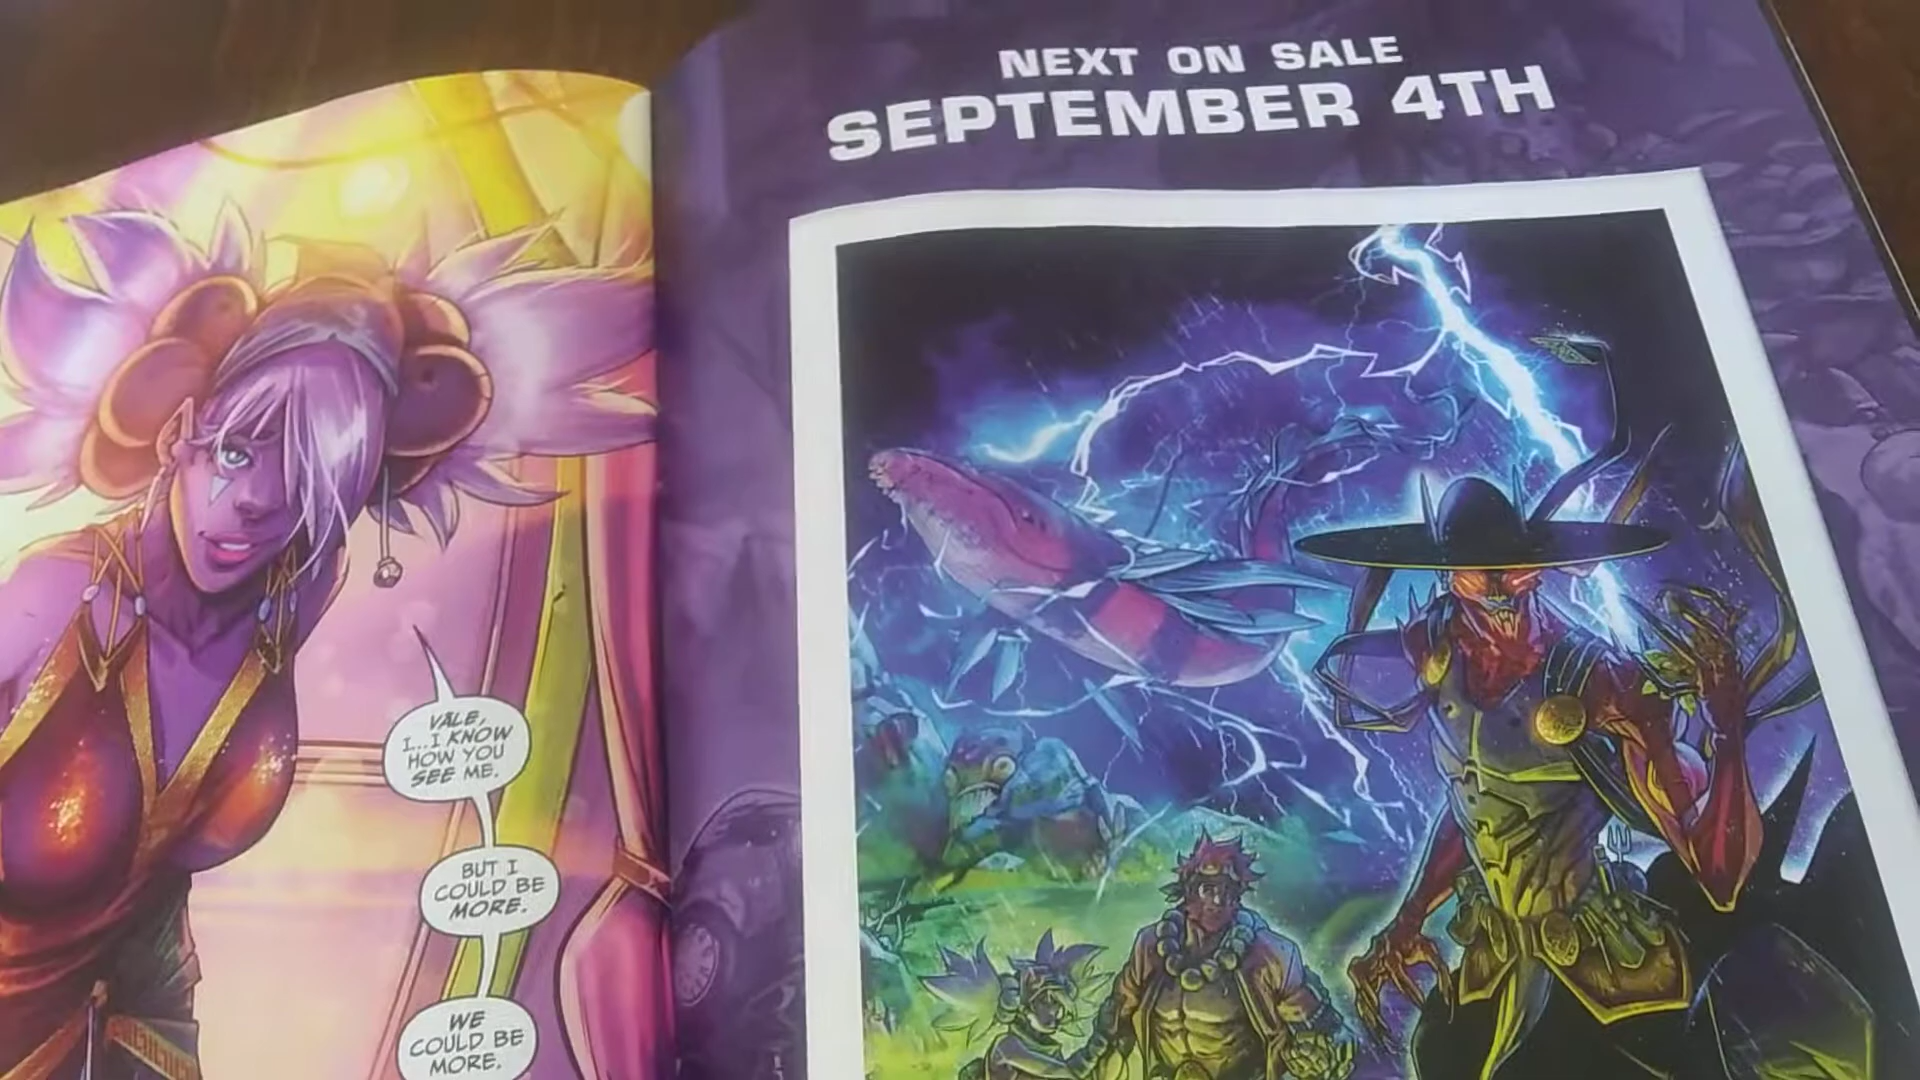 VALE,
I...I KNOW
HOW YOU
SEE ME.
BUT I
COULD BE
MORE.
WE
COULD BE
MORE.
NEXT ON SALE
SEPTEMBER 4TH